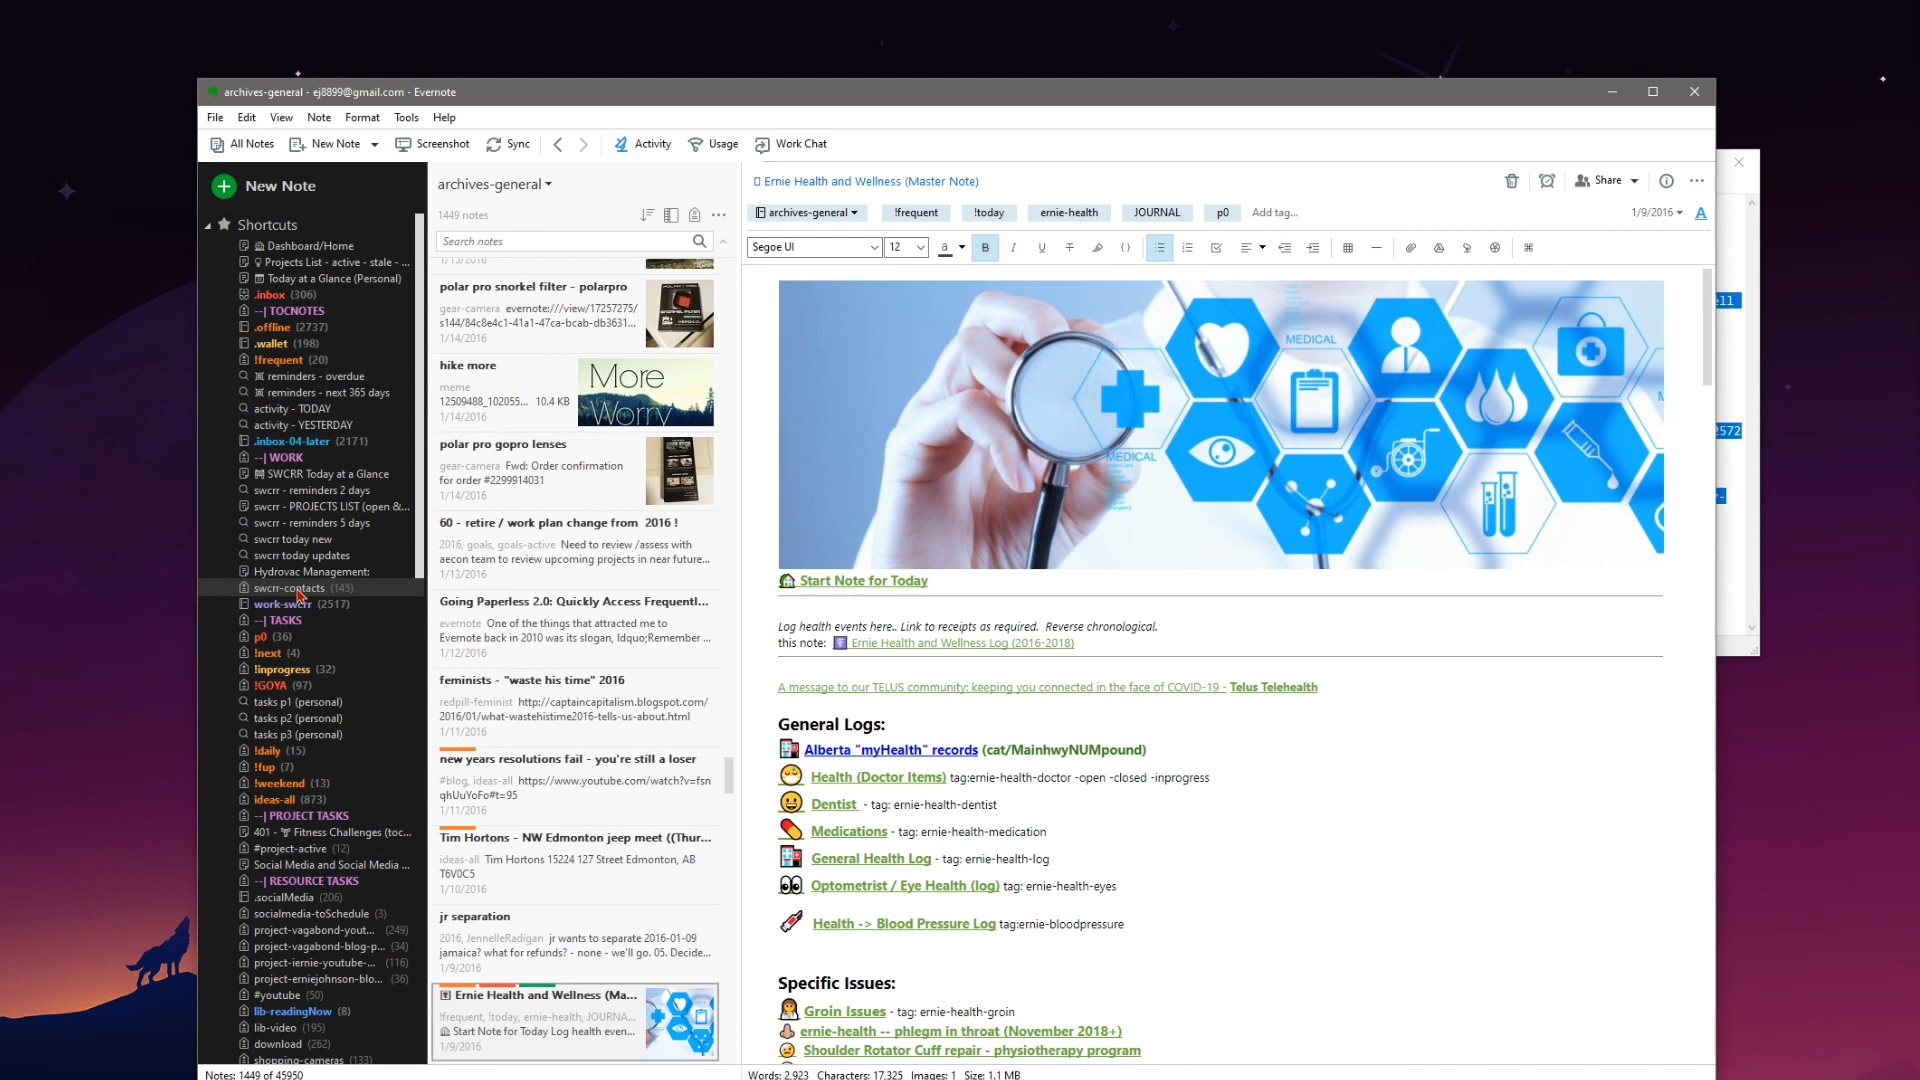 archives-general - ej8899@gmail.com - Evernote
File Edit View Note Format Tools Help
All Notes New Note Screenshot Sync Activity Usage Work Chat
New Note
Shortcuts
Dashboard/Home
Projects List - active - stale - ...
Today at a Glance (Personal)
.inbox (306)
--| TOCNOTES
.offline (2737)
.wallet (198)
!frequent (20)
reminders - overdue
reminders - next 365 days
activity - TODAY
activity - YESTERDAY
.inbox-04-later (2171)
--| WORK
SWCRR Today at a Glance
swcrr - reminders 2 days
swcrr - PROJECTS LIST (open &...
swcrr - reminders 5 days
swcrr today new
swcrr today updates
Hydrovac Management:
swcrr-contacts (145)
work-swcrr (2517)
--| TASKS
p0 (36)
!next (4)
!inprogress (32)
!GOYA (97)
tasks p1 (personal)
tasks p2 (personal)
tasks p3 (personal)
!daily (15)
!fup (7)
!weekend (13)
ideas-all (873)
--| PROJECT TASKS
401 - Fitness Challenges (toc...
#project-active (12)
Social Media and Social Media ...
--| RESOURCE TASKS
.socialMedia (206)
socialmedia-toSchedule (3)
project-vagabond-yout... (249)
project-vagabond-blog-p... (34)
project-iernie-youtube-... (116)
project-erniejohnson-blo... (36)
#youtube (50)
lib-readingNow (8)
lib-video (195)
download (262)
shopping-cameras (133)
Notes: 1449 of 45950
archives-general
1449 notes
Search notes
1/15/2016
polar pro snorkel filter - polarpro
gear-camera evernote:///view/17257275/
s144/84c8e4c1-41a1-47ca-bcab-db3631...
1/14/2016
hike more
meme
12509488_102055... 10.4 KB
1/14/2016
More
Worry
polar pro gopro lenses
gear-camera Fwd: Order confirmation
for order #2299914031
1/14/2016
60 - retire / work plan change from 2016 !
2016, goals, goals-active Need to review /assess with
aecon team to review upcoming projects in near future...
1/13/2016
Going Paperless 2.0: Quickly Access Frequentl...
evernote One of the things that attracted me to
Evernote back in 2010 was its slogan, ldquo;Remember ...
1/12/2016
feminists - "waste his time" 2016
redpill-feminist http://captaincapitalism.blogspot.com/
2016/01/what-wastehistime2016-tells-us-about.html
1/11/2016
new years resolutions fail - you're still a loser
#blog, ideas-all https://www.youtube.com/watch?v=fsn
qhUuYoFo#t=95
1/11/2016
Tim Hortons - NW Edmonton jeep meet ((Thur...
ideas-all Tim Hortons 15224 127 Street Edmonton, AB
T6V0C5
1/10/2016
jr separation
2016, JennelleRadigan jr wants to separate 2016-01-09
jamaica? what for refunds? - none - we'll go. 05. Decide...
1/9/2016
Ernie Health and Wellness (Ma...
!frequent, !today, ernie-health, JOURNA...
Start Note for Today Log health even...
1/9/2016
Ernie Health and Wellness (Master Note)
Share
archives-general !frequent !today ernie-health JOURNAL p0 Add tag... 1/9/2016
Segoe UI 12
MEDICAL
MEDICAL
Start Note for Today
Log health events here.. Link to receipts as required. Reverse chronological.
this note: Ernie Health and Wellness Log (2016-2018)
A message to our TELUS community: keeping you connected in the face of COVID-19 - Telus Telehealth
General Logs:
Alberta "myHealth" records (cat/MainhwyNUMpound)
Health (Doctor Items) tag:ernie-health-doctor -open -closed -inprogress
Dentist - tag: ernie-health-dentist
Medications - tag: ernie-health-medication
General Health Log - tag: ernie-health-log
Optometrist / Eye Health (log) tag: ernie-health-eyes
Health -> Blood Pressure Log tag:ernie-bloodpressure
Specific Issues:
Groin Issues - tag: ernie-health-groin
ernie-health -- phlegm in throat (November 2018+)
Shoulder Rotator Cuff repair - physiotherapy program
Words: 2,923 Characters: 17,325 Images: 1 Size: 1.1 MB
2572